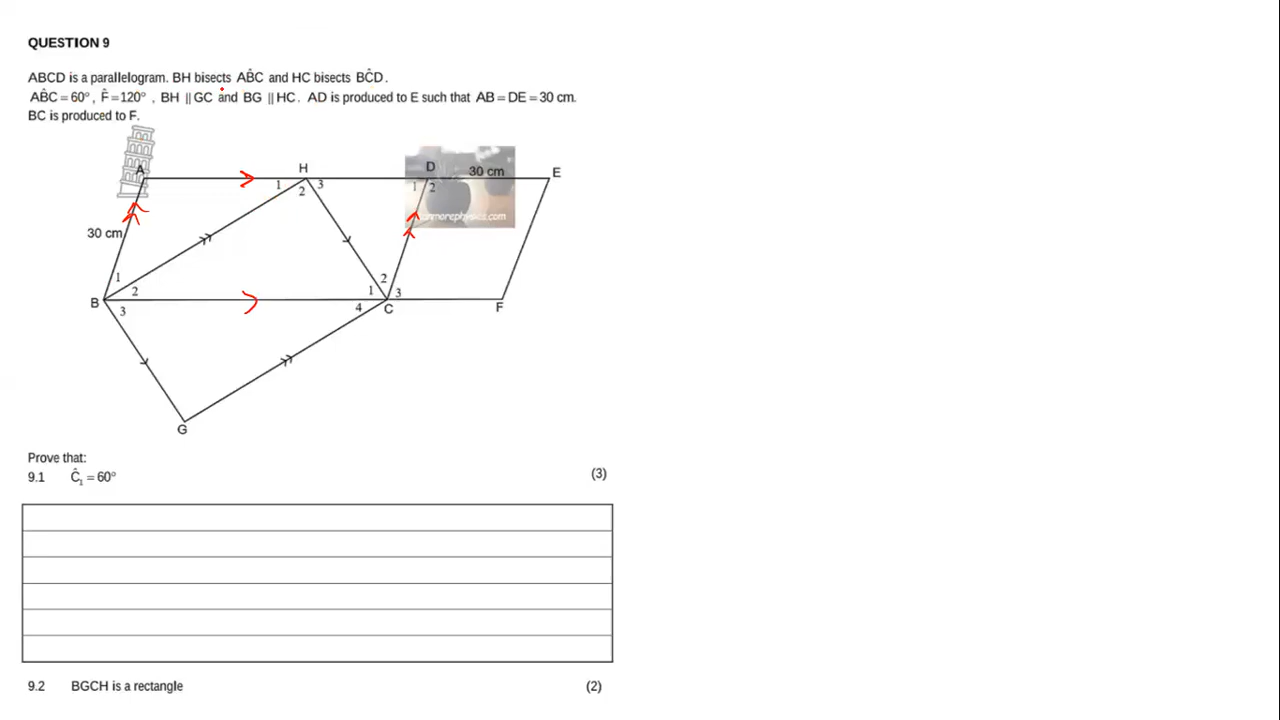 QUESTION 9
ABCD is a parallelogram. BH bisects AB̂C and HC bisects BĈD.
AB̂C = 60°, F̂ = 120°, BH || GC and BG || HC. AD is produced to E such that AB = DE = 30 cm.
BC is produced to F.
A
H
D
30 cm
E
1
2
3
1
2
30 cm
1
2
3
B
2
1
3
4
C
F
G
Prove that:
9.1 Ĉ₁ = 60° (3)
9.2 BGCH is a rectangle (2)